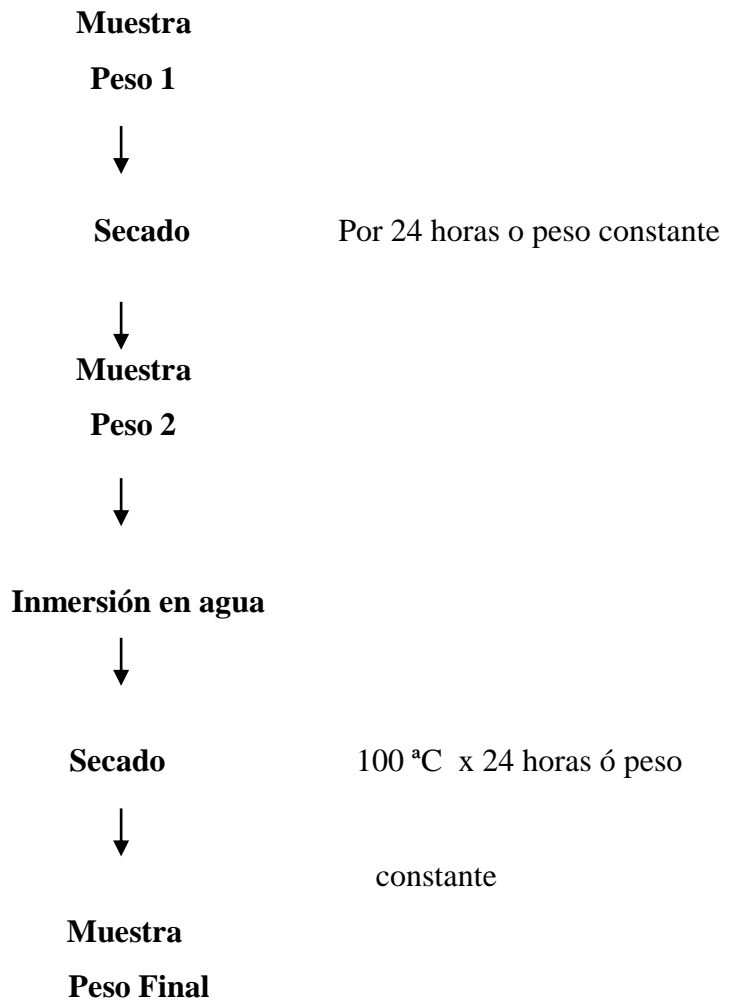 Muestra
Peso 1
Secado Por 24 horas o peso constante
Muestra
Peso 2
Inmersión en agua
Secado 100 ªC x 24 horas ó peso
constante
Muestra
Peso Final